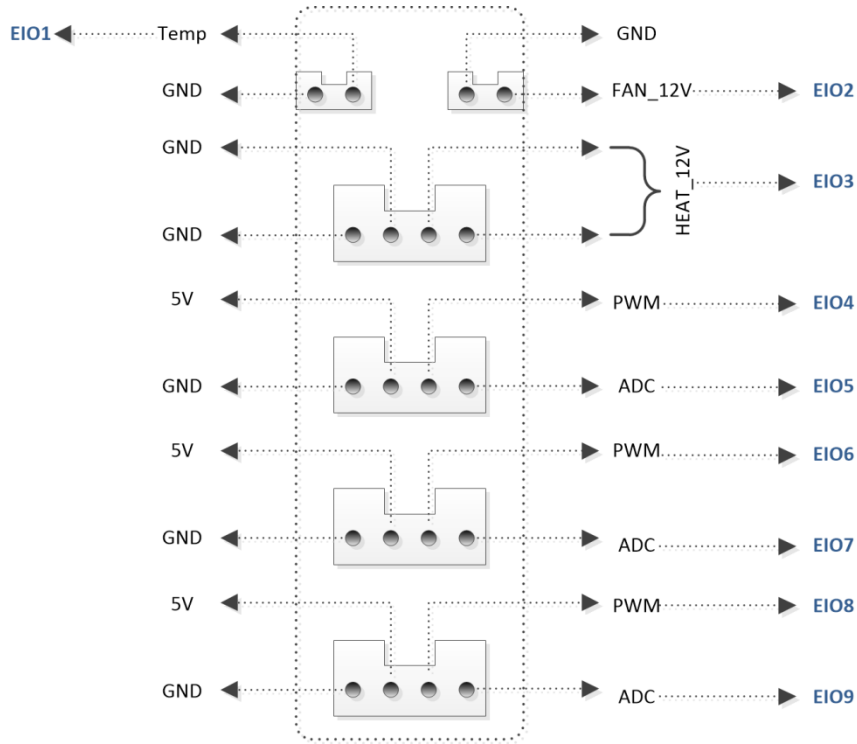 EIO1 Temp GND
GND FAN_12V EIO2
GND
HEAT_12V EIO3
GND
5V PWM EIO4
GND ADC EIO5
5V PWM EIO6
GND ADC EIO7
5V PWM EIO8
GND ADC EIO9